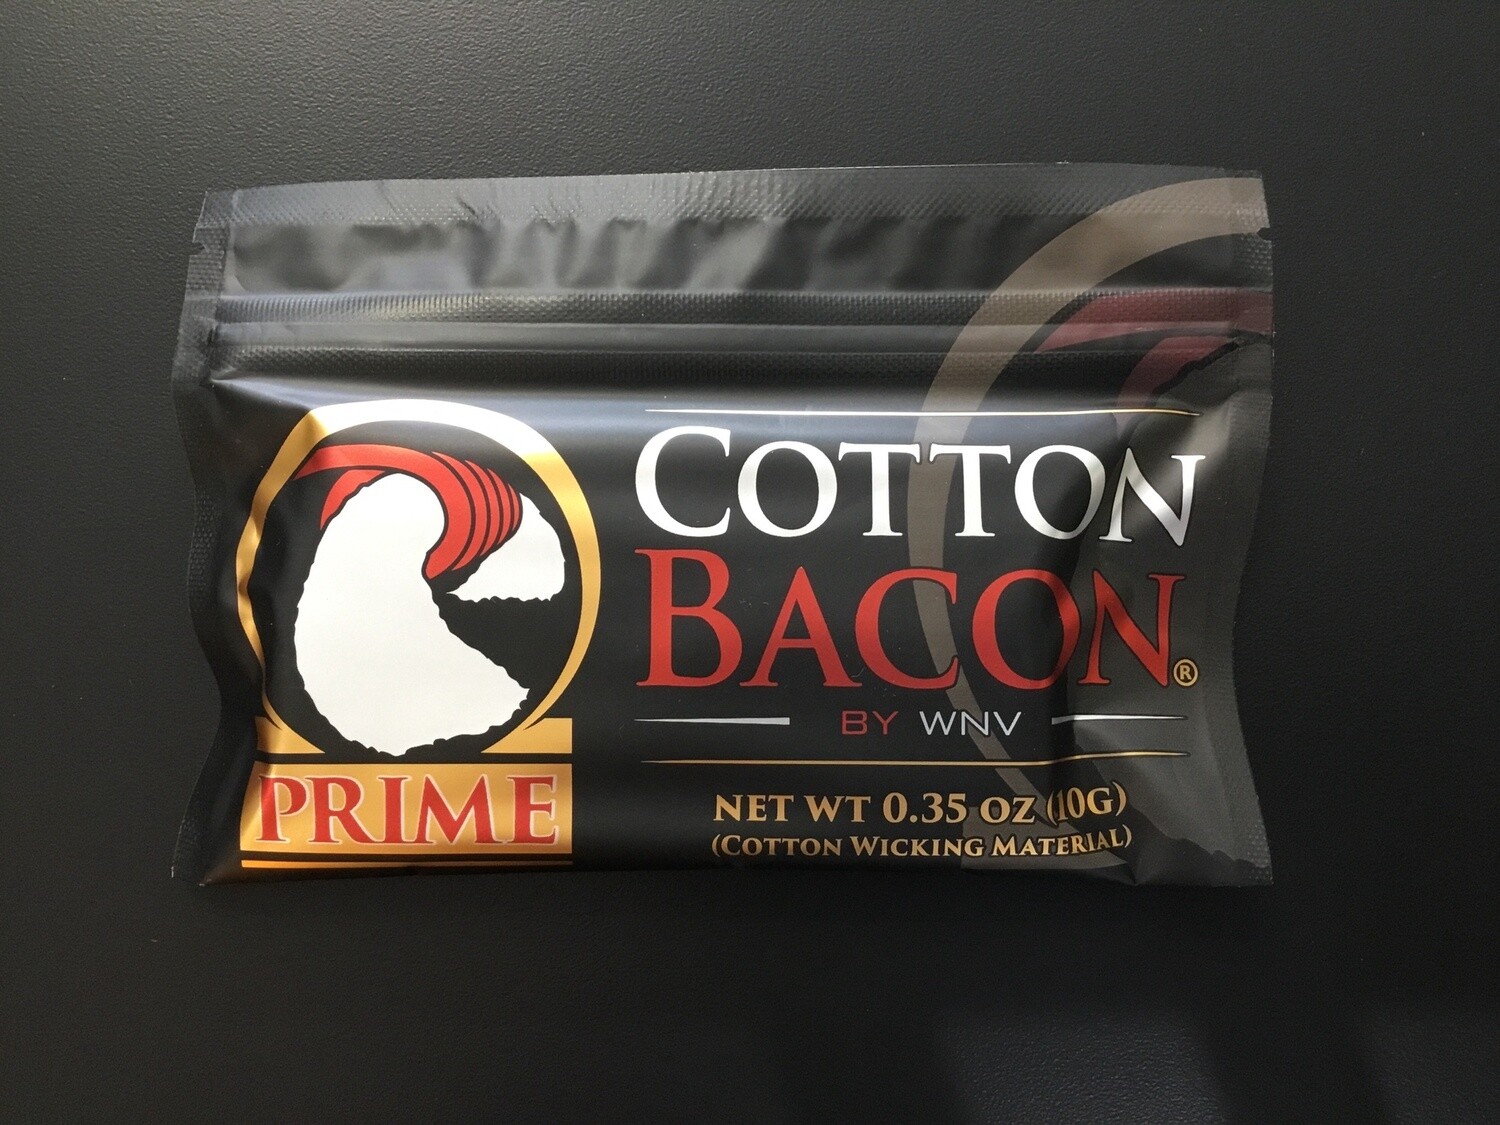 COTTON
BACON®
BY WNV
PRIME
NET WT 0.35 OZ (10G)
(COTTON WICKING MATERIAL)